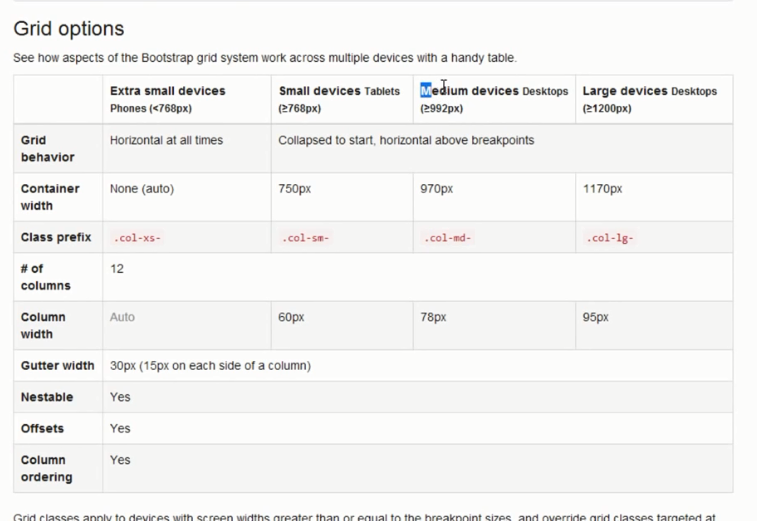 Grid options
See how aspects of the Bootstrap grid system work across multiple devices with a handy table.
Extra small devices Small devices Tablets Medium devices Desktops Large devices Desktops
Phones (<768px) (≥768px) (≥992px) (≥1200px)
Grid Horizontal at all times Collapsed to start, horizontal above breakpoints
behavior
Container None (auto) 750px 970px 1170px
width
Class prefix .col-xs- .col-sm- .col-md- .col-lg-
# of 12
columns
Column Auto 60px 78px 95px
width
Gutter width 30px (15px on each side of a column)
Nestable Yes
Offsets Yes
Column Yes
ordering
Grid classes apply to devices with screen widths greater than or equal to the breakpoint sizes, and override grid classes targeted at